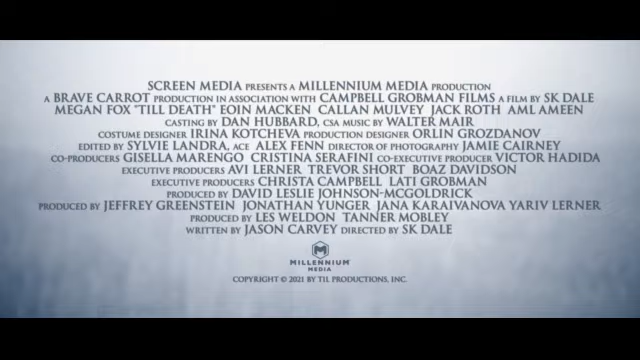 SCREEN MEDIA PRESENTS A MILLENNIUM MEDIA PRODUCTION
A BRAVE CARROT PRODUCTION IN ASSOCIATION WITH CAMPBELL GROBMAN FILMS A FILM BY SK DALE
MEGAN FOX "TILL DEATH" EOIN MACKEN CALLAN MULVEY JACK ROTH AML AMEEN
CASTING BY DAN HUBBARD, CSA MUSIC BY WALTER MAIR
COSTUME DESIGNER IRINA KOTCHEVA PRODUCTION DESIGNER ORLIN GROZDANOV
EDITED BY SYLVIE LANDRA, ACE ALEX FENN DIRECTOR OF PHOTOGRAPHY JAMIE CAIRNEY
CO-PRODUCERS GISELLA MARENGO CRISTINA SERAFINI CO-EXECUTIVE PRODUCER VICTOR HADIDA
EXECUTIVE PRODUCERS AVI LERNER TREVOR SHORT BOAZ DAVIDSON
EXECUTIVE PRODUCERS CHRISTA CAMPBELL LATI GROBMAN
PRODUCED BY DAVID LESLIE JOHNSON-MCGOLDRICK
PRODUCED BY JEFFREY GREENSTEIN JONATHAN YUNGER JANA KARAIVANOVA YARIV LERNER
PRODUCED BY LES WELDON TANNER MOBLEY
WRITTEN BY JASON CARVEY DIRECTED BY SK DALE
MILLENNIUM
MEDIA
COPYRIGHT © 2021 BY TIL PRODUCTIONS, INC.